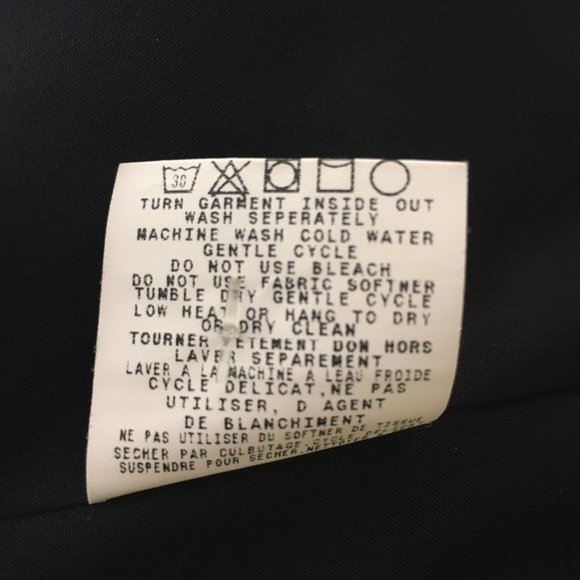 30
TURN GARMENT INSIDE OUT
WASH SEPERATELY
MACHINE WASH COLD WATER
GENTLE CYCLE
DO NOT USE BLEACH
DO NOT USE FABRIC SOFTNER
TUMBLE DRY GENTLE CYCLE
LOW HEAT OR HANG TO DRY
OR DRY CLEAN
TOURNER VETEMENT DON HORS
LAVER SEPAREMENT
LAVER A LA MACHINE A LEAU FROIDE
CYCLE DELICAT,NE PAS
UTILISER, D AGENT
DE BLANCHIMENT
NE PAS UTILISER DU SOFTNER DE TISSUE
SECHER PAR CULBUTAGE,CYCLE
SUSPENDRE POUR SECHER.